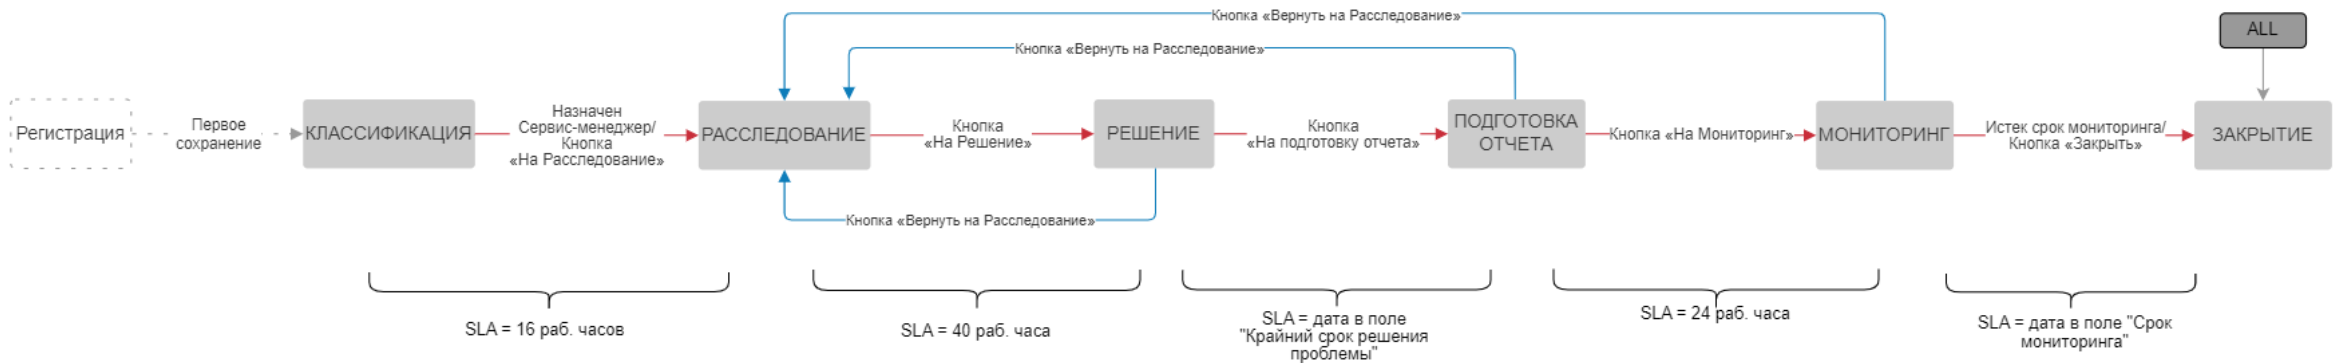 Кнопка «Вернуть на Расследование»
ALL
Кнопка «Вернуть на Расследование»
Регистрация
Первое
сохранение
КЛАССИФИКАЦИЯ
Назначен
Сервис-менеджер/
Кнопка
«На Расследование»
РАССЛЕДОВАНИЕ
Кнопка
«На Решение»
РЕШЕНИЕ
Кнопка
«На подготовку отчета»
ПОДГОТОВКА
ОТЧЕТА
Кнопка «На Мониторинг»
МОНИТОРИНГ
Истек срок мониторинга/
Кнопка «Закрыть»
ЗАКРЫТИЕ
Кнопка «Вернуть на Расследование»
SLA = 16 раб. часов
SLA = 40 раб. часа
SLA = дата в поле
"Крайний срок решения
проблемы"
SLA = 24 раб. часа
SLA = дата в поле "Срок
мониторинга"